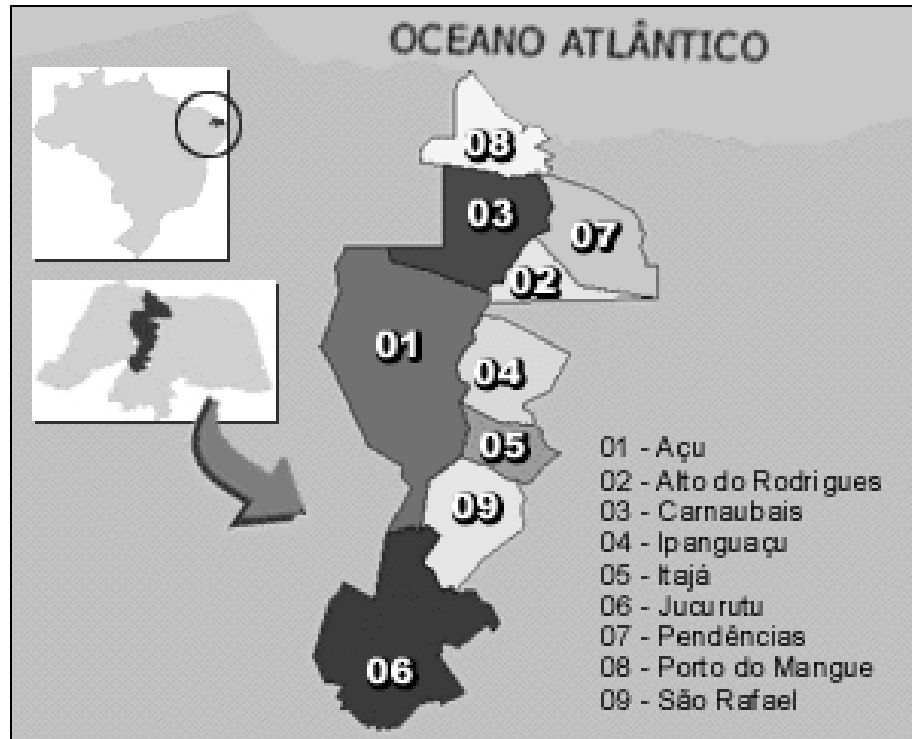 OCEANO ATLÂNTICO
08
03
07
02
01
04
05
09
06
01 - Açu
02 - Alto do Rodrigues
03 - Carnaubais
04 - Ipanguaçu
05 - Itajá
06 - Jucurutu
07 - Pendências
08 - Porto do Mangue
09 - São Rafael